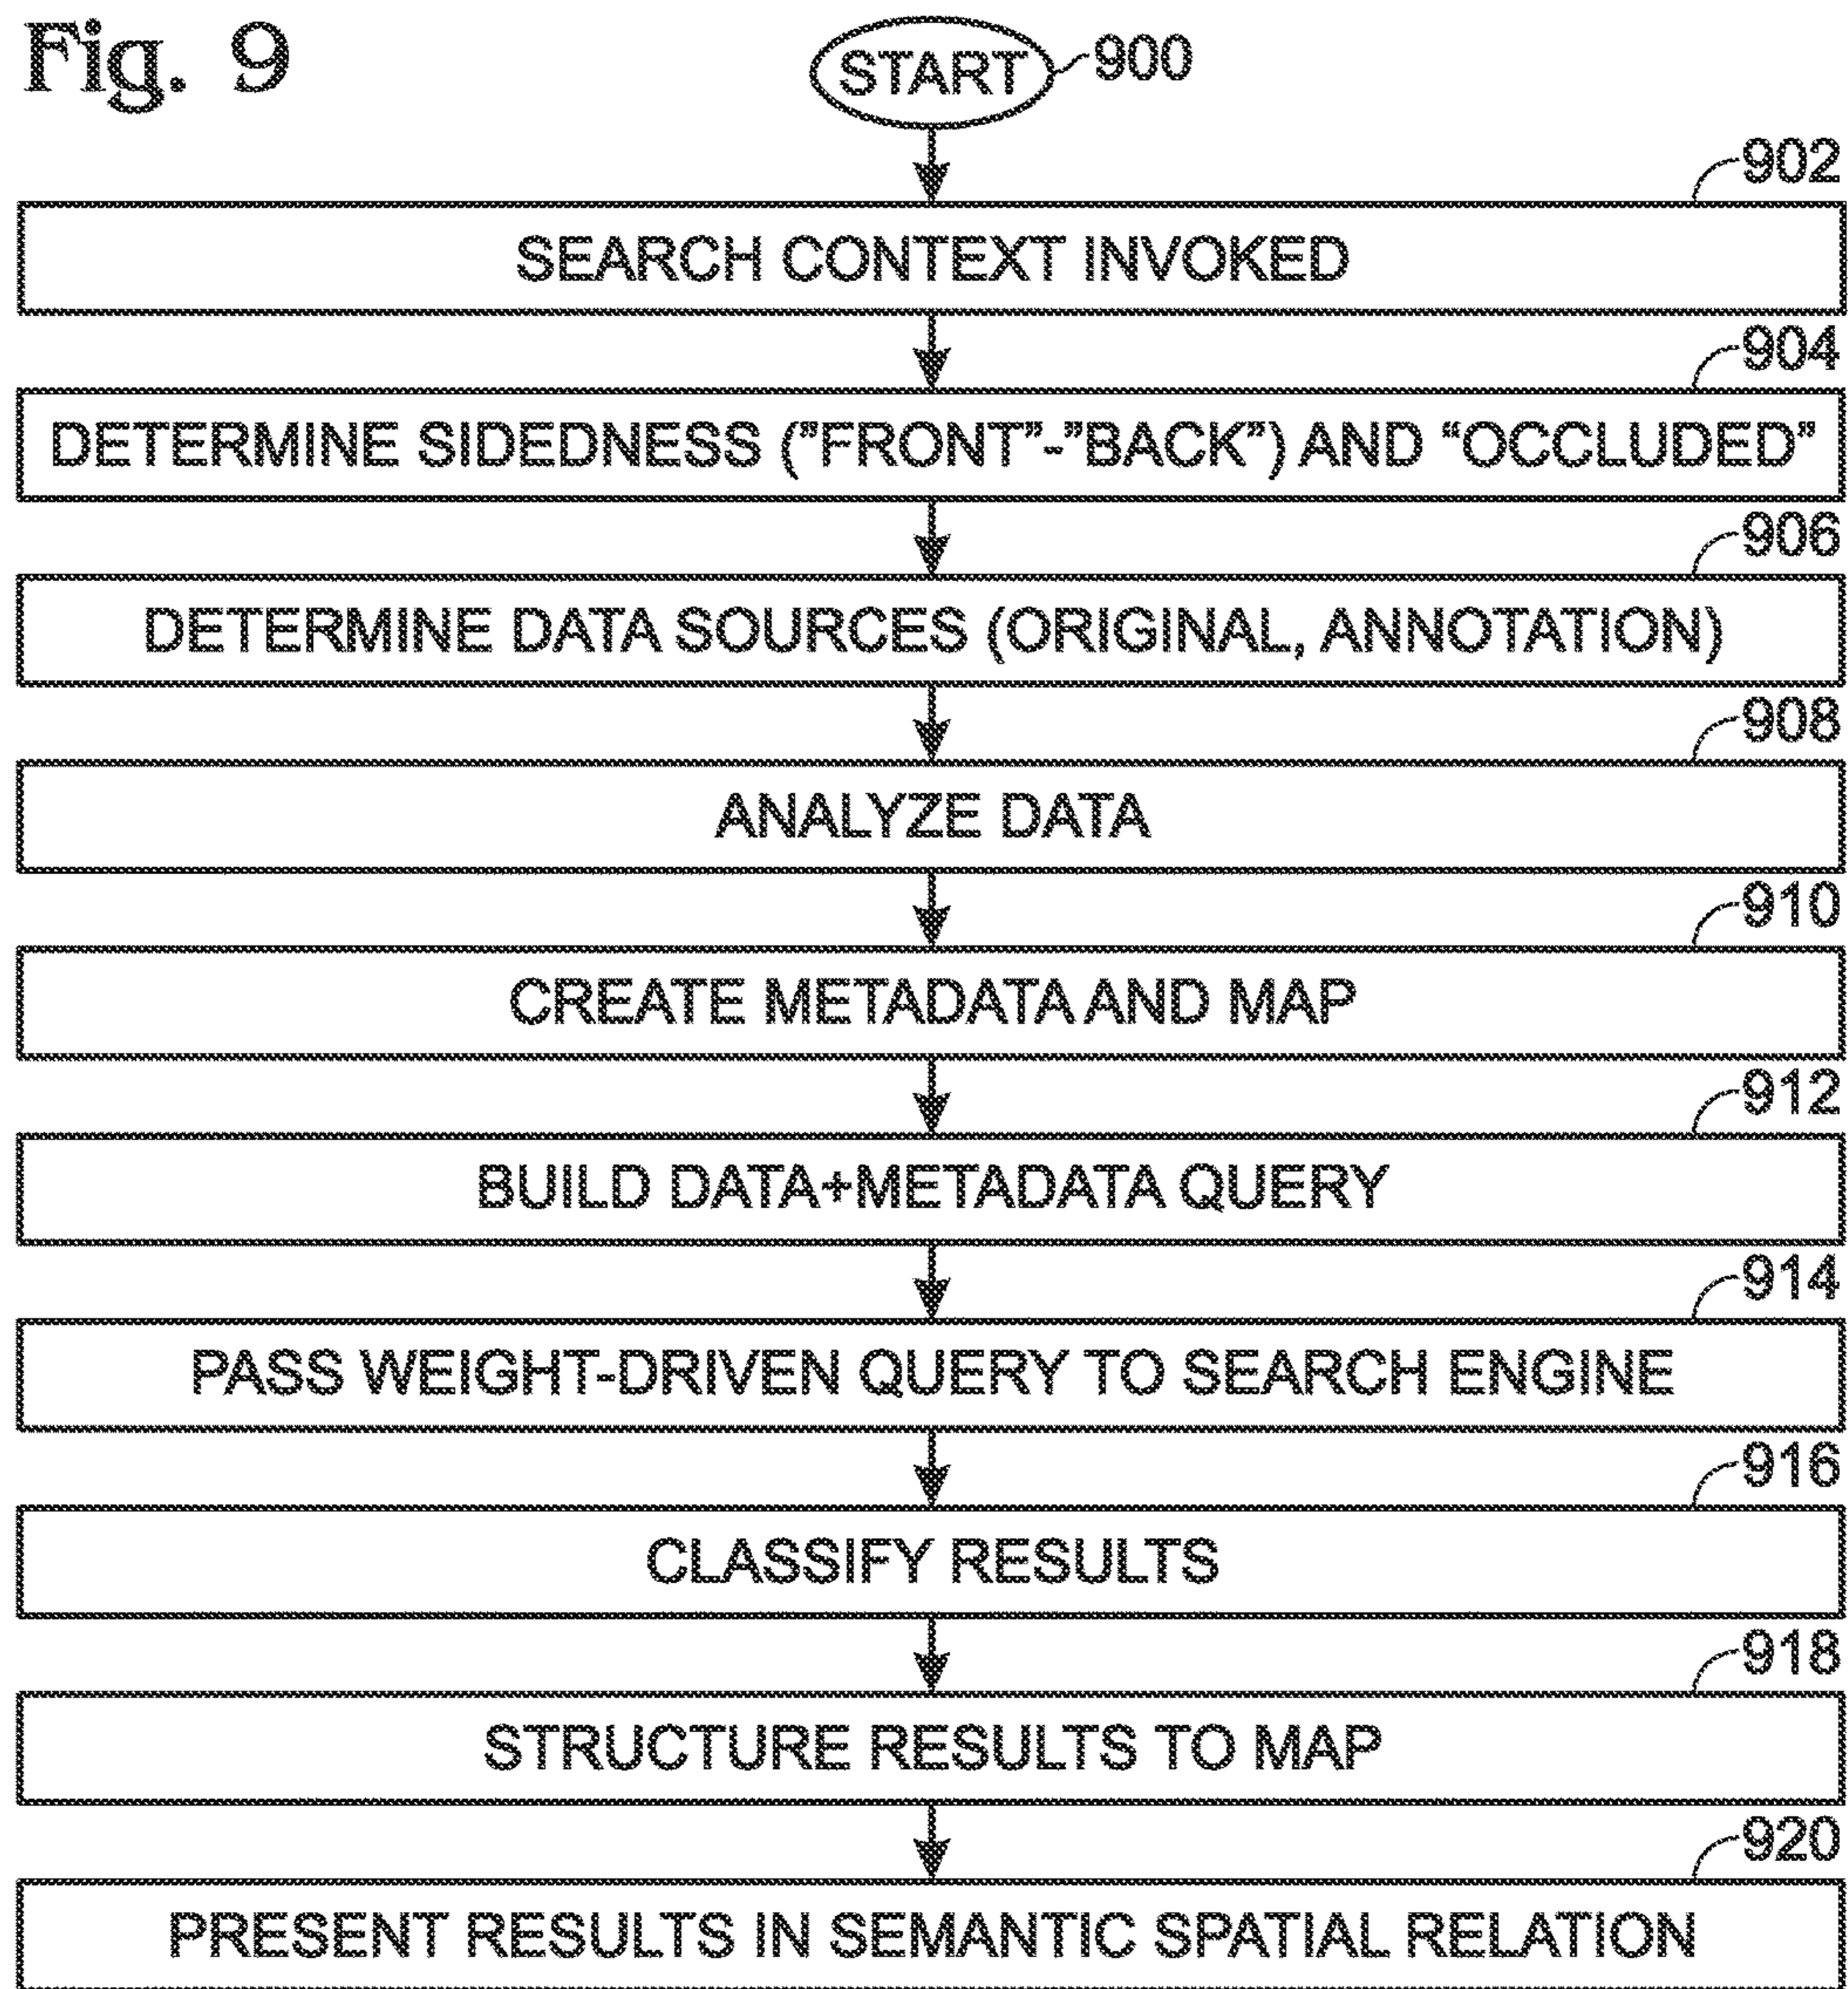 Fig. 9
START 900
902
SEARCH CONTEXT INVOKED
904
DETERMINE SIDEDNESS (”FRONT”-”BACK”) AND “OCCLUDED”
906
DETERMINE DATA SOURCES (ORIGINAL, ANNOTATION)
908
ANALYZE DATA
910
CREATE METADATA AND MAP
912
BUILD DATA+METADATA QUERY
914
PASS WEIGHT-DRIVEN QUERY TO SEARCH ENGINE
916
CLASSIFY RESULTS
918
STRUCTURE RESULTS TO MAP
920
PRESENT RESULTS IN SEMANTIC SPATIAL RELATION